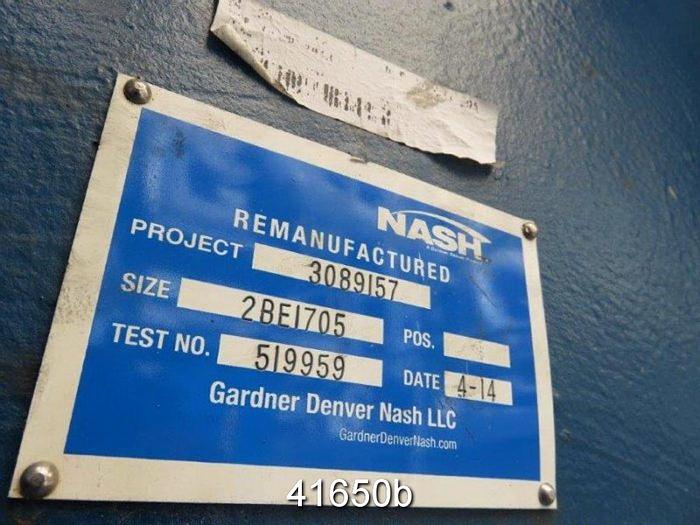 NASH
REMANUFACTURED
PROJECT 3089157
SIZE 2BE1705 POS.
TEST NO. 519959 DATE 4-14
Gardner Denver Nash LLC
GardnerDenverNash.com
41650b